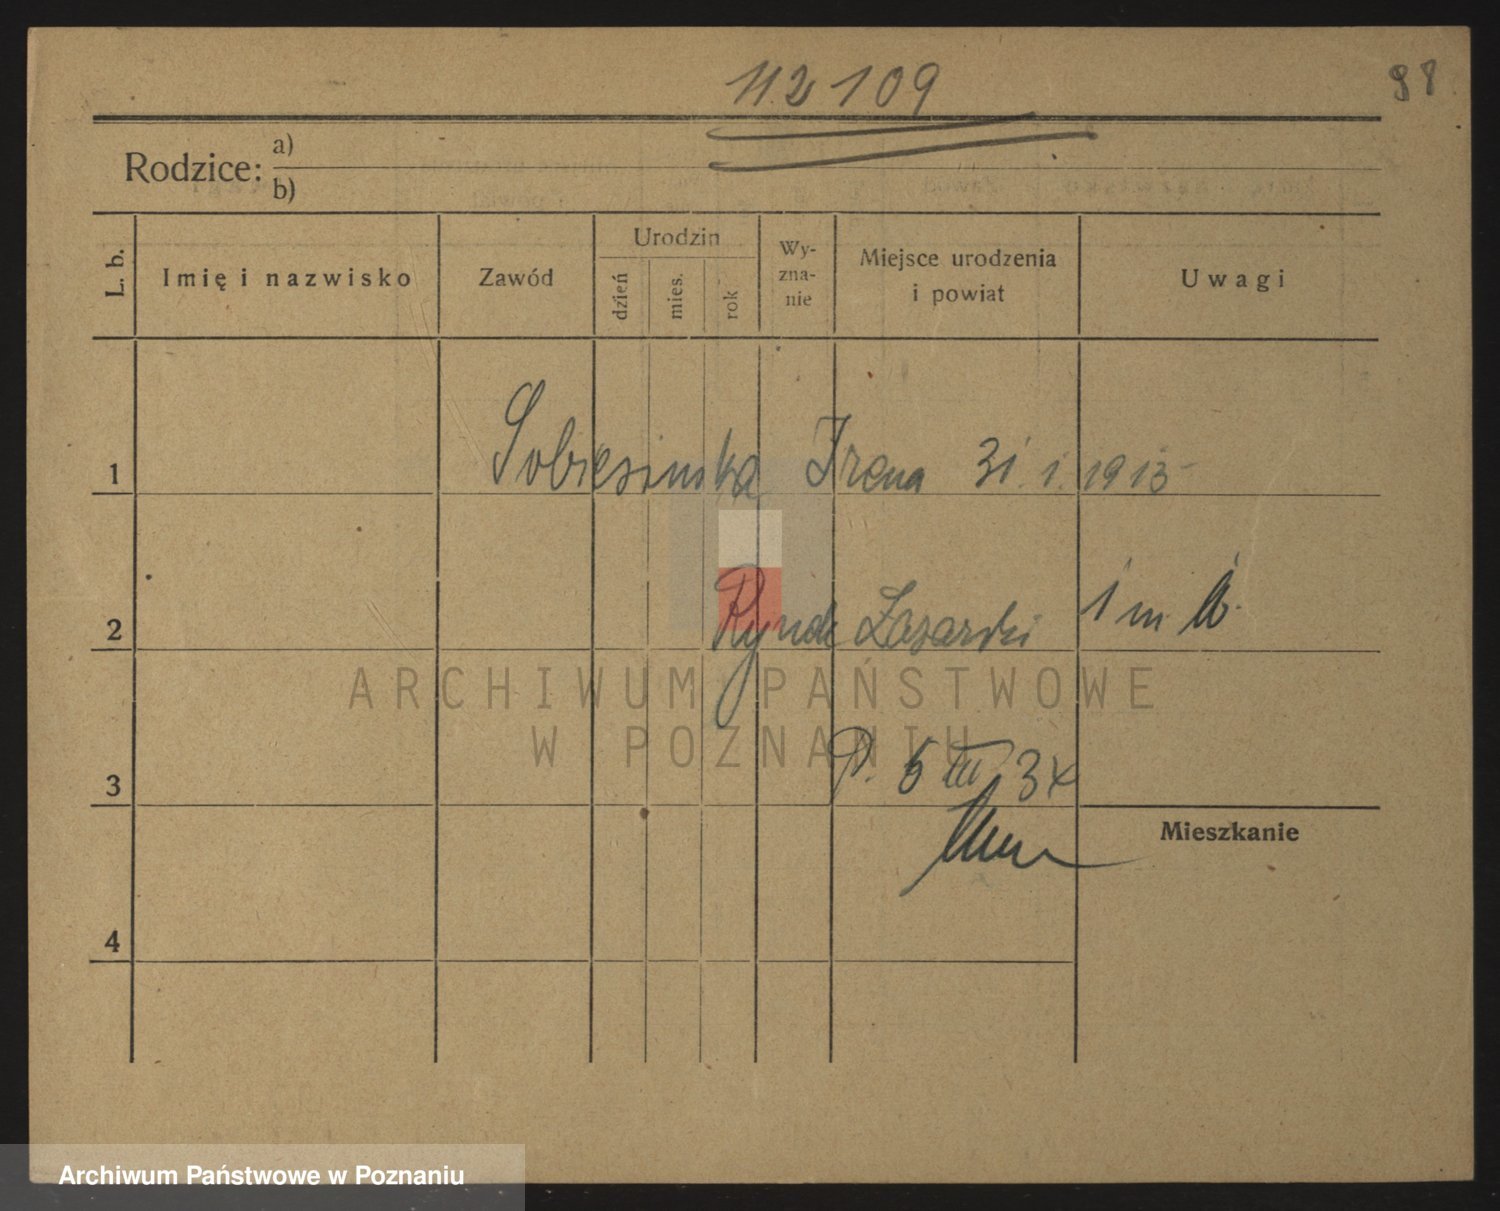 112109
98
Rodzice: a)
b)
L. b.
Imię i nazwisko
Zawód
Urodzin
dzień
mies.
rok
Wy-
zna-
nie
Miejsce urodzenia
i powiat
Uwagi
1
Sobiesinska Irena 31. 1. 1913
2
Rynek Łazarski 1 m
3
P. 5 III 34
Mieszkanie
4
ARCHIWUM PAŃSTWOWE
W POZNANIU
Archiwum Państwowe w Poznaniu